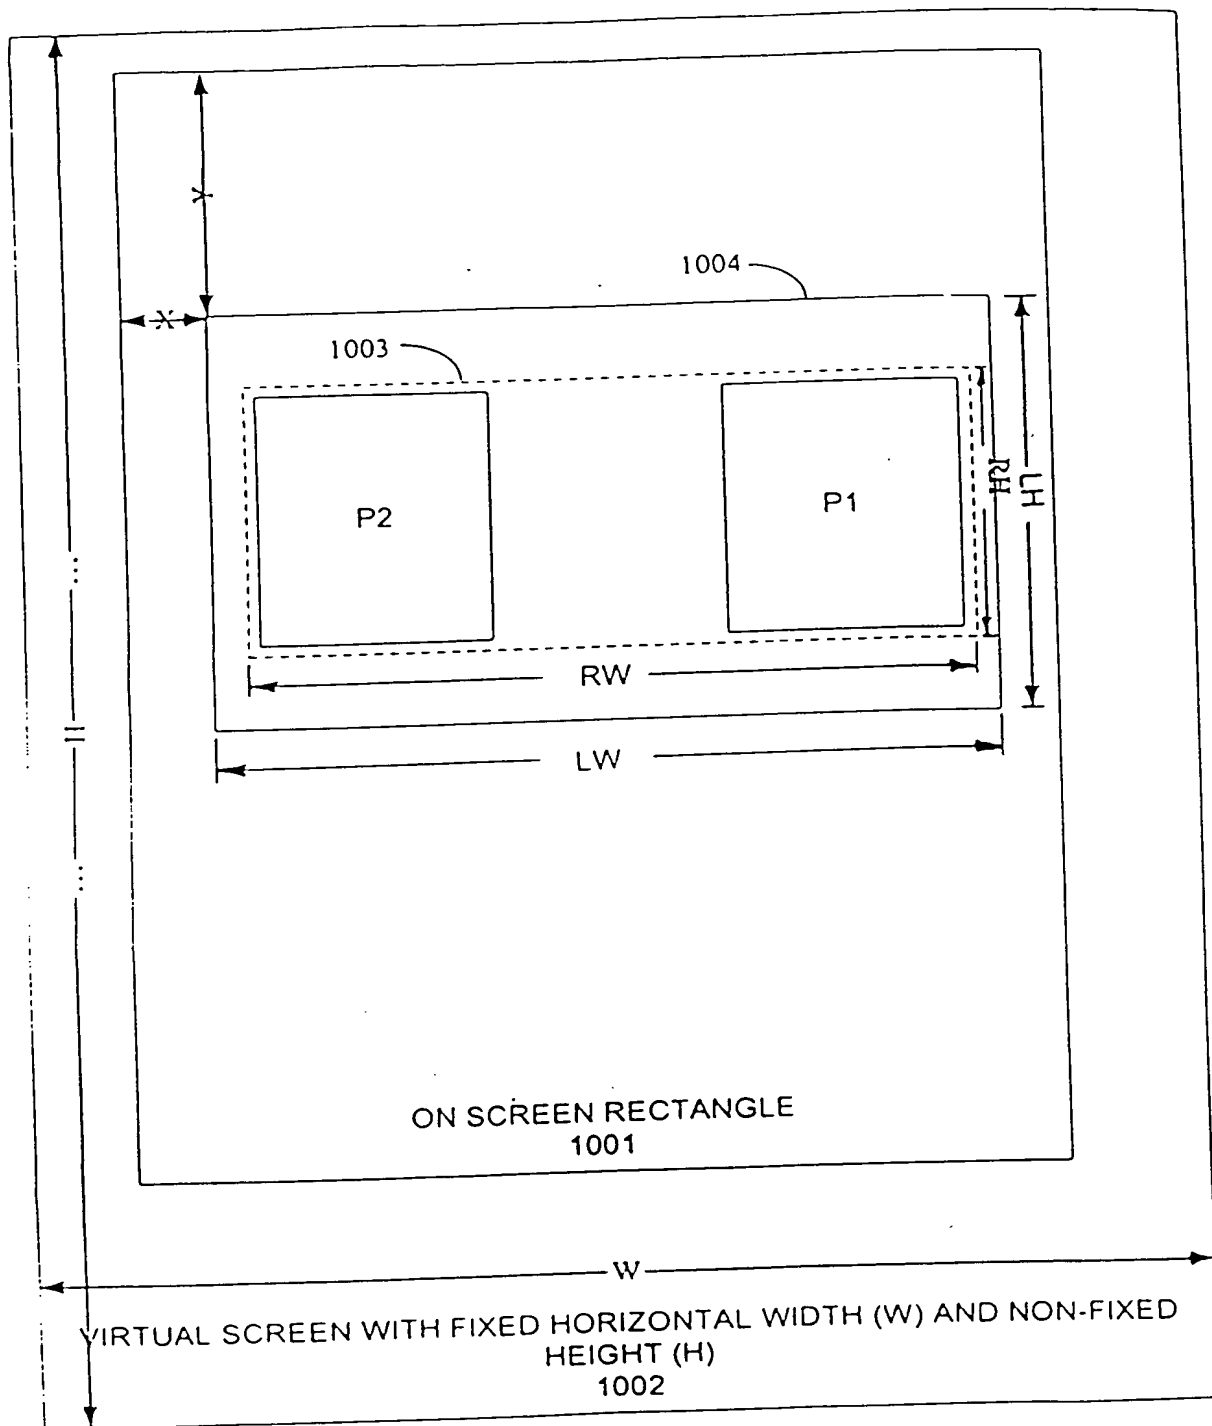 Y
1004
X
1003
P2
P1
RH
LH
RW
LW
...
H
...
ON SCREEN RECTANGLE
1001
W
VIRTUAL SCREEN WITH FIXED HORIZONTAL WIDTH (W) AND NON-FIXED
HEIGHT (H)
1002